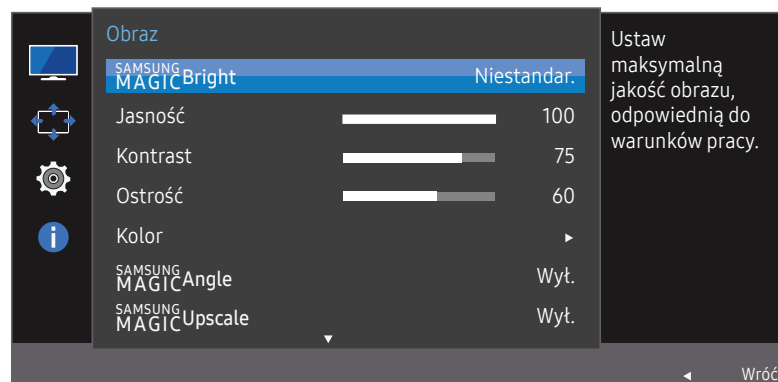 Obraz
SAMSUNG MAGIC Bright Niestandar.
Jasność 100
Kontrast 75
Ostrość 60
Kolor ▸
SAMSUNG MAGIC Angle Wył.
SAMSUNG MAGIC Upscale Wył.
Ustaw
maksymalną
jakość obrazu,
odpowiednią do
warunków pracy.
Wróć